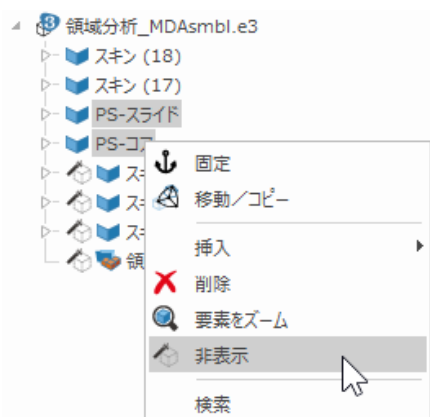 領域分析_MDAsmbl.e3
スキン (18)
スキン (17)
PS-スライド
PS-コア
固定
移動／コピー
挿入
削除
要素をズーム
非表示
検索